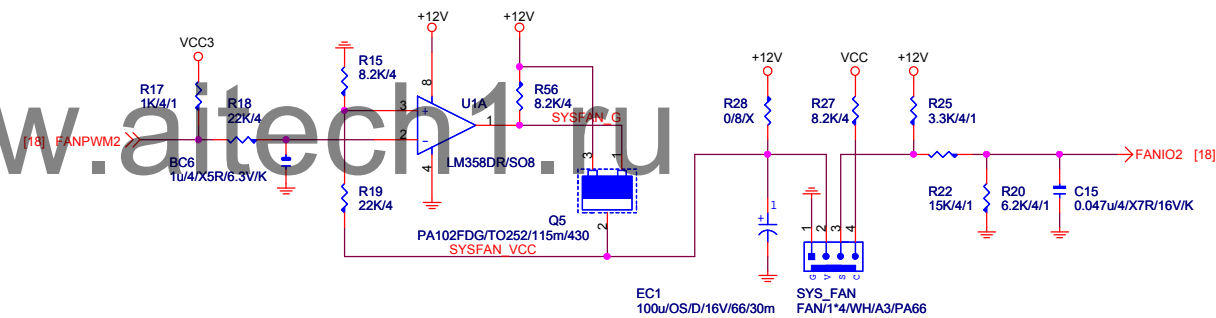 +12V
+12V
VCC3
R15
8.2K/4
R17
1K/4/1
R18
22K/4
8
3
+
U1A
1
2
-
4
LM358DR/SO8
R56
8.2K/4
SYSFAN_G
[18] FANPWM2
BC6
1u/4/X5R/6.3V/K
R19
22K/4
3
1
Q5
2
PA102FDG/TO252/115m/430
SYSFAN_VCC
+12V
VCC
+12V
R28
0/8/X
R27
8.2K/4
R25
3.3K/4/1
FANIO2 [18]
R22
15K/4/1
R20
6.2K/4/1
C15
0.047u/4/X7R/16V/K
+
1
EC1
100u/OS/D/16V/66/30m
1
2
3
4
G
V
S
C
SYS_FAN
FAN/1*4/WH/A3/PA66
w.aitech1.ru